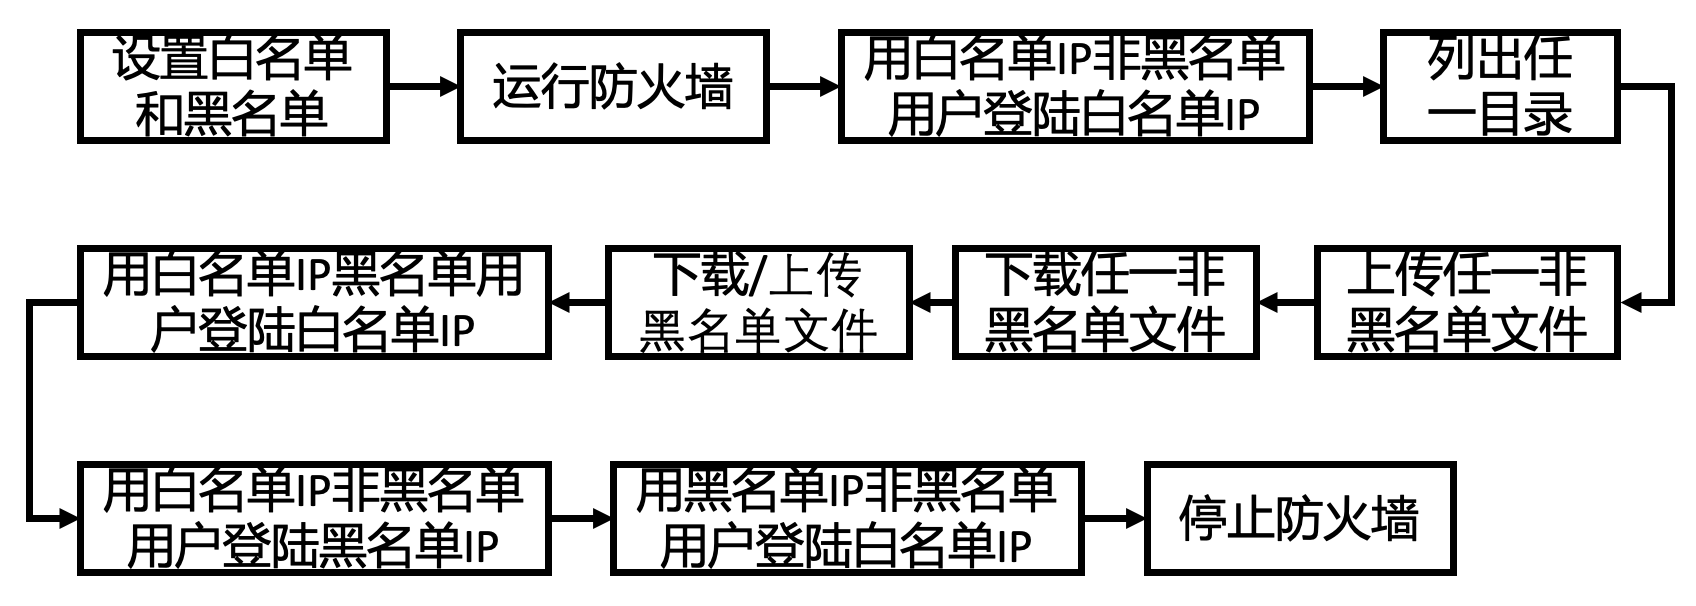 设置白名单
和黑名单
运行防火墙
用白名单IP非黑名单
用户登陆白名单IP
列出任
一目录
上传任一非
黑名单文件
下载任一非
黑名单文件
下载/上传
黑名单文件
用白名单IP黑名单用
户登陆白名单IP
用白名单IP非黑名单
用户登陆黑名单IP
用黑名单IP非黑名单
用户登陆白名单IP
停止防火墙